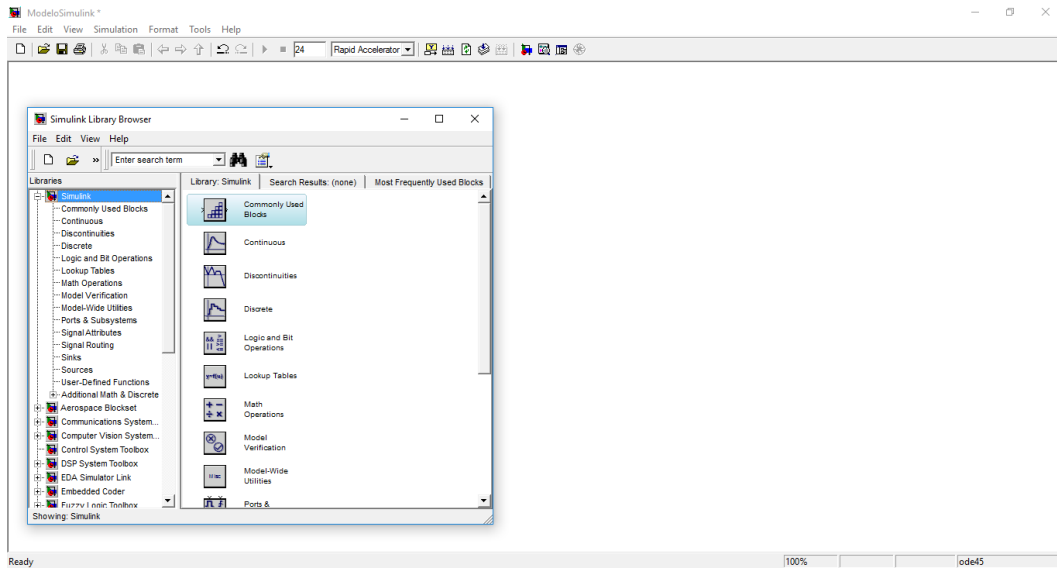 ModeloSimulink *
File Edit View Simulation Format Tools Help
24 Rapid Accelerator
Simulink Library Browser
File Edit View Help
» Enter search term
Libraries
Simulink
Commonly Used Blocks
Continuous
Discontinuities
Discrete
Logic and Bit Operations
Lookup Tables
Math Operations
Model Verification
Model-Wide Utilities
Ports & Subsystems
Signal Attributes
Signal Routing
Sinks
Sources
User-Defined Functions
Additional Math & Discrete
Aerospace Blockset
Communications System...
Computer Vision System...
Control System Toolbox
DSP System Toolbox
EDA Simulator Link
Embedded Coder
Fuzzy Logic Toolbox
Library: Simulink Search Results: (none) Most Frequently Used Blocks
Commonly Used
Blocks
Continuous
Discontinuities
Discrete
Logic and Bit
Operations
Lookup Tables
Math
Operations
Model
Verification
Model-Wide
Utilities
Ports &
Showing: Simulink
Ready 100% ode45